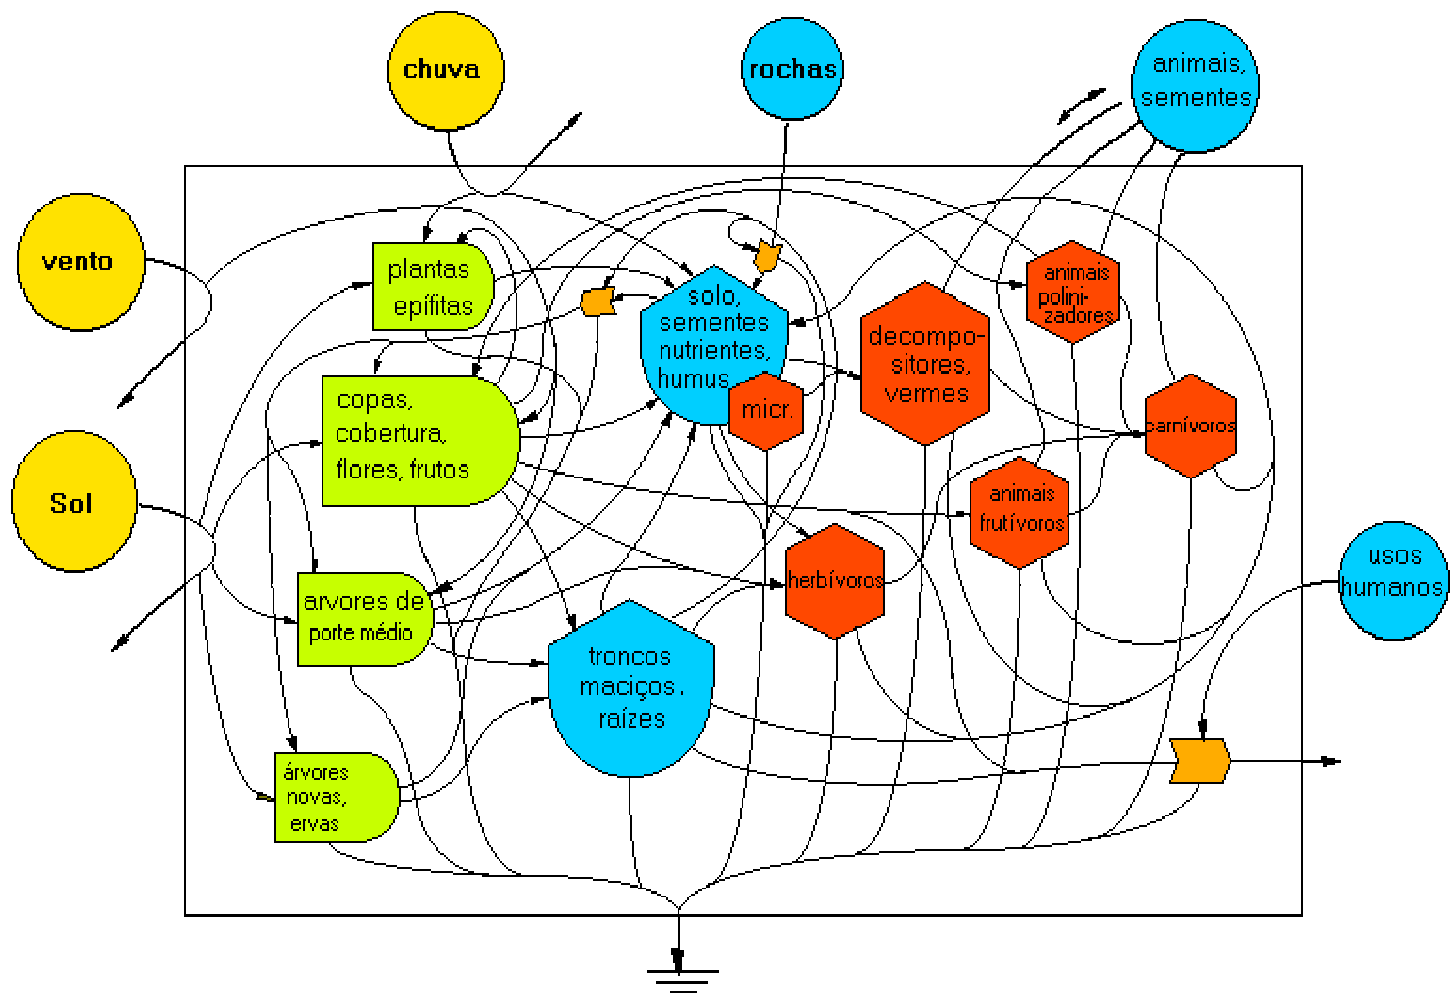 chuva
rochas
animais,
sementes
vento
plantas
epífitas
solo,
sementes
nutrientes,
humus
micr.
decompo-
sitores,
vermes
animais
polini-
zadores
copas,
cobertura,
flores, frutos
carnívoros
Sol
animais
frutívoros
usos
humanos
herbívoros
arvores de
porte médio
troncos
maciços.
raízes
árvores
novas,
ervas